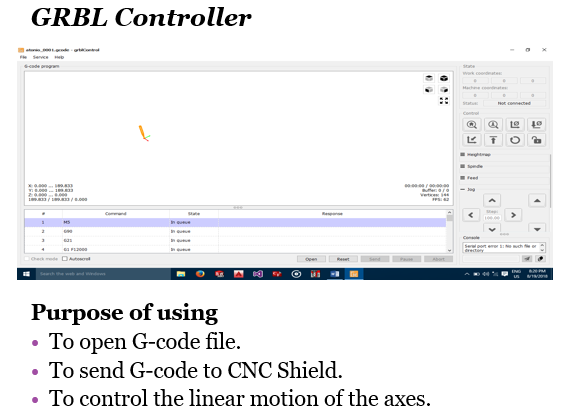 GRBL Controller
atomio_0001.gcode - grblControl
File Service Help
G-code program
State
Work coordinates:
0 0 0
Machine coordinates:
0 0 0
Status: Not connected
Control
Heightmap
Spindle
Feed
Jog
Step:
Console
Serial port error 1: No such file or
directory
X: 0.000 ... 189.833
Y: 0.000 ... 190.833
Z: 0.000 ... 0.000
189.833 / 189.833 / 0.000
00:00:00 / 00:00:00
Buffer: 0 / 0
Vertices: 144
FPS: 62
# Command State Response
1 M5 In queue
2 G90 In queue
3 G21 In queue
4 G1 F12000 In queue
Check mode Autoscroll Open Reset Send Pause Abort
Search the web and Windows
ENG 8:20 PM
US 8/19/2018
Purpose of using
• To open G-code file.
• To send G-code to CNC Shield.
• To control the linear motion of the axes.